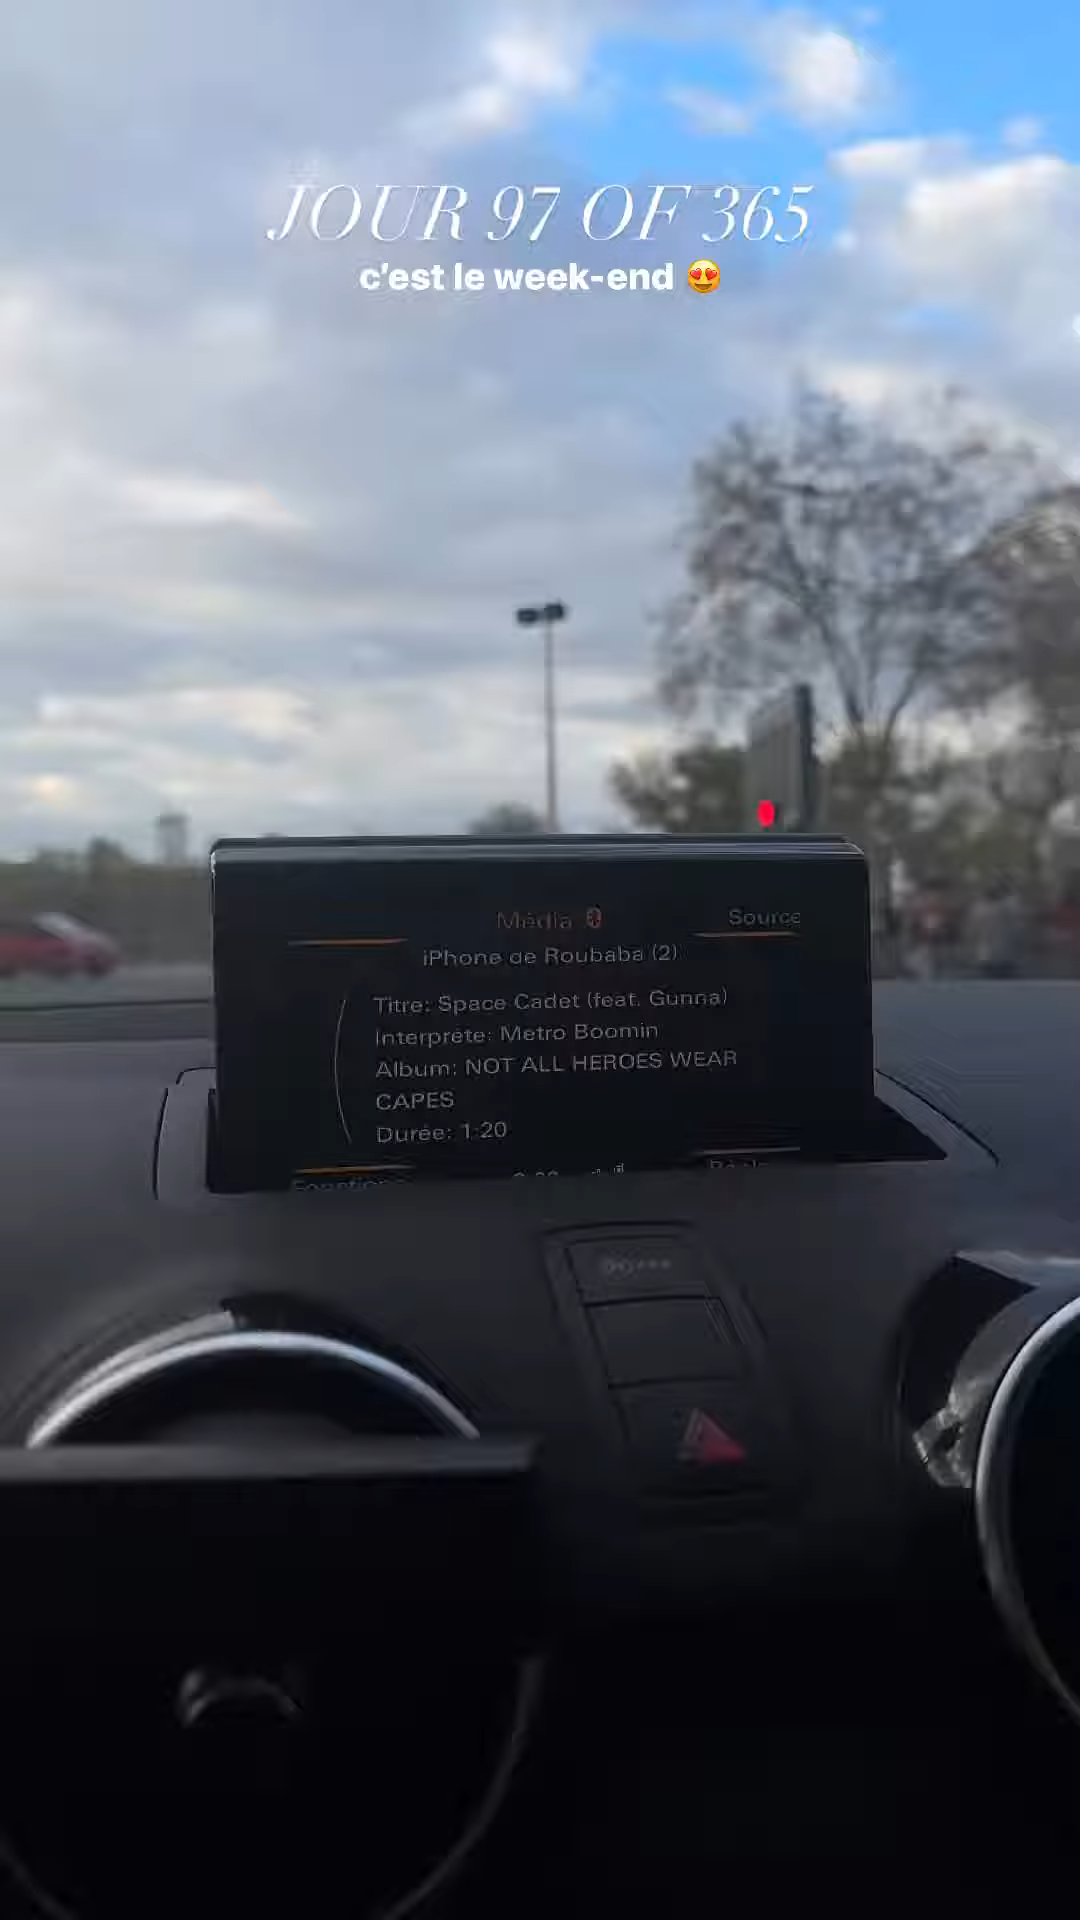 JOUR 97 OF 365
c'est le week-end 😍
Média
Source
iPhone de Roubaba (2)
Titre: Space Cadet (feat. Gunna)
Interprète: Metro Boomin
Album: NOT ALL HEROES WEAR
CAPES
Durée: 1:20